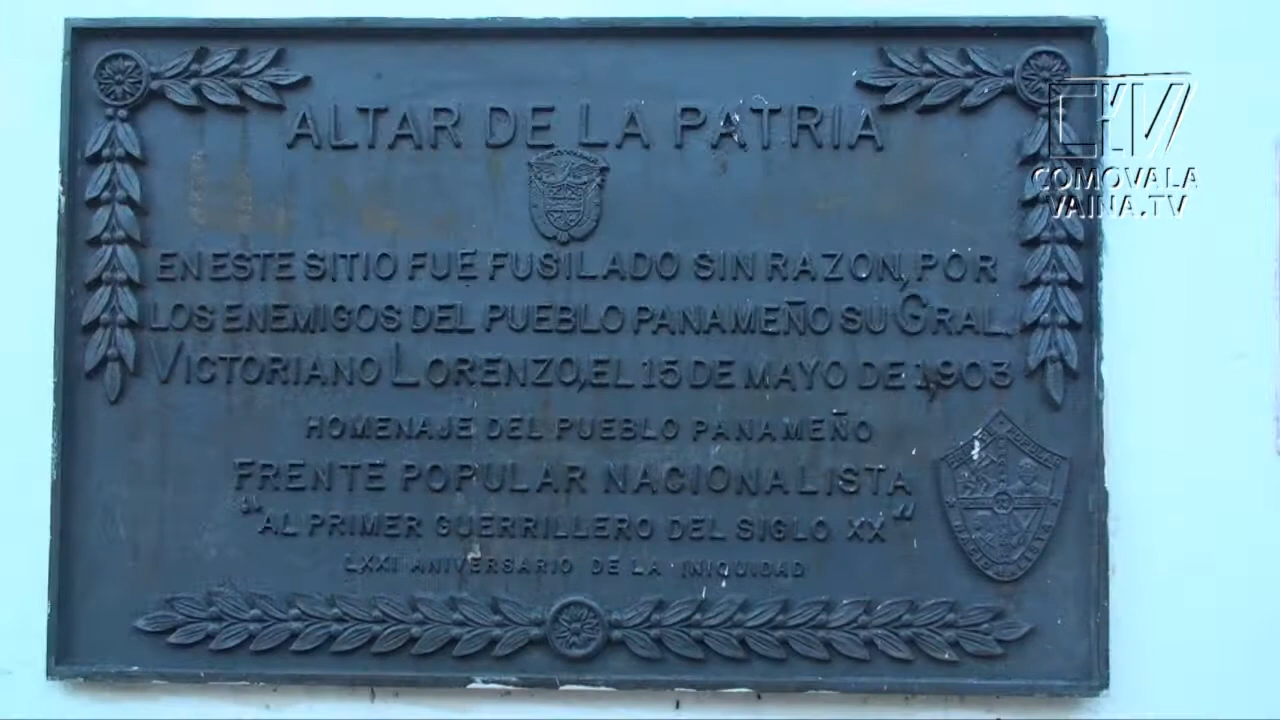 ALTAR DE LA PATRIA
EN ESTE SITIO FUE FUSILADO SIN RAZON, POR
LOS ENEMIGOS DEL PUEBLO PANAMEÑO SU GRAL.
VICTORIANO LORENZO, EL 15 DE MAYO DE 1903
HOMENAJE DEL PUEBLO PANAMEÑO
FRENTE POPULAR NACIONALISTA
"AL PRIMER GUERRILLERO DEL SIGLO XX"
LXXI ANIVERSARIO DE LA INIQUIDAD
COMOVALA
VAINA.TV